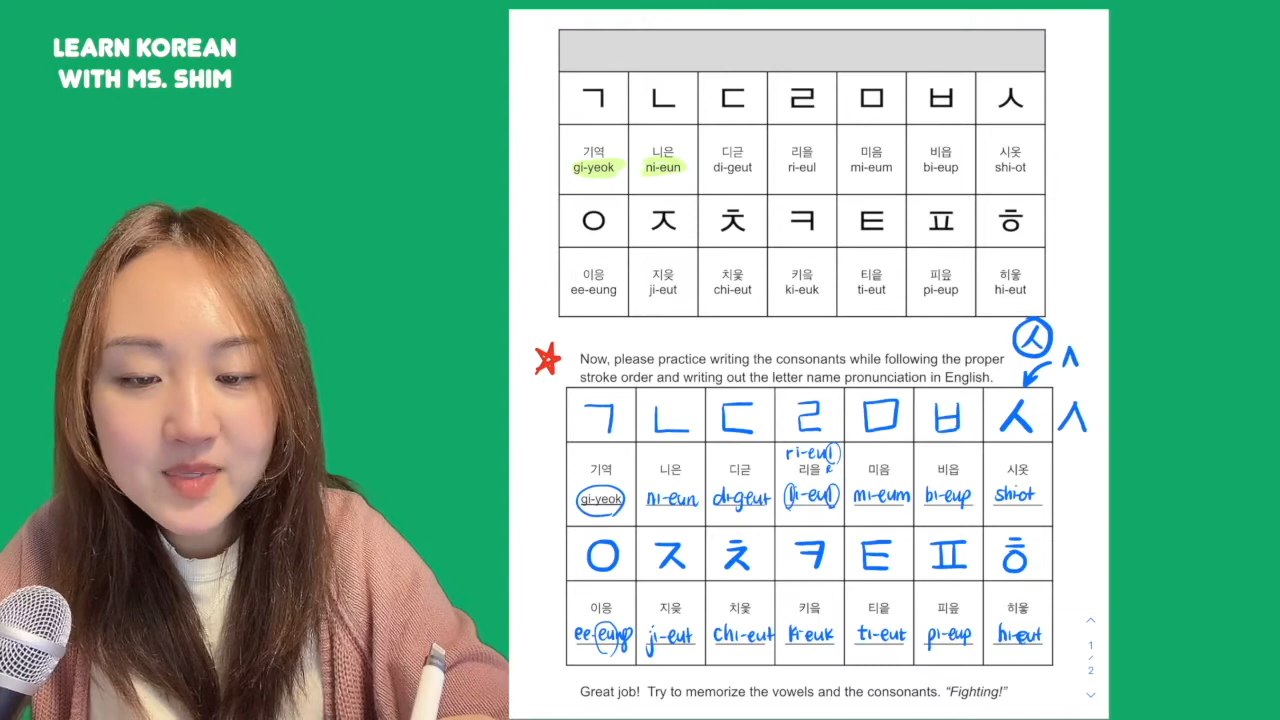 LEARN KOREAN
WITH MS. SHIM
ㄱ ㄴ ㄷ ㄹ ㅁ ㅂ ㅅ
기역 니은 디귿 리을 미음 비읍 시옷
gi-yeok ni-eun di-geut ri-eul mi-eum bi-eup shi-ot
ㅇ ㅈ ㅊ ㅋ ㅌ ㅍ ㅎ
이응 지읒 치읓 키읔 티읕 피읖 히읗
ee-eung ji-eut chi-eut ki-euk ti-eut pi-eup hi-eut
ㅅ
Now, please practice writing the consonants while following the proper
stroke order and writing out the letter name pronunciation in English.
ㄱ ㄴ ㄷ ㄹ ㅁ ㅂ ㅅ
ri-eul
기역 니은 디귿 리을 미음 비읍 시옷
gi-yeok ni-eun di-geut li-eul mi-eum bi-eup shi-ot
ㅇ ㅈ ㅊ ㅋ ㅌ ㅍ ㅎ
이응 지읒 치읓 키읔 티읕 피읖 히읗
ee-eung ji-eut chi-eut ki-euk ti-eut pi-eup hi-eut
1
/
2
Great job! Try to memorize the vowels and the consonants. “Fighting!”